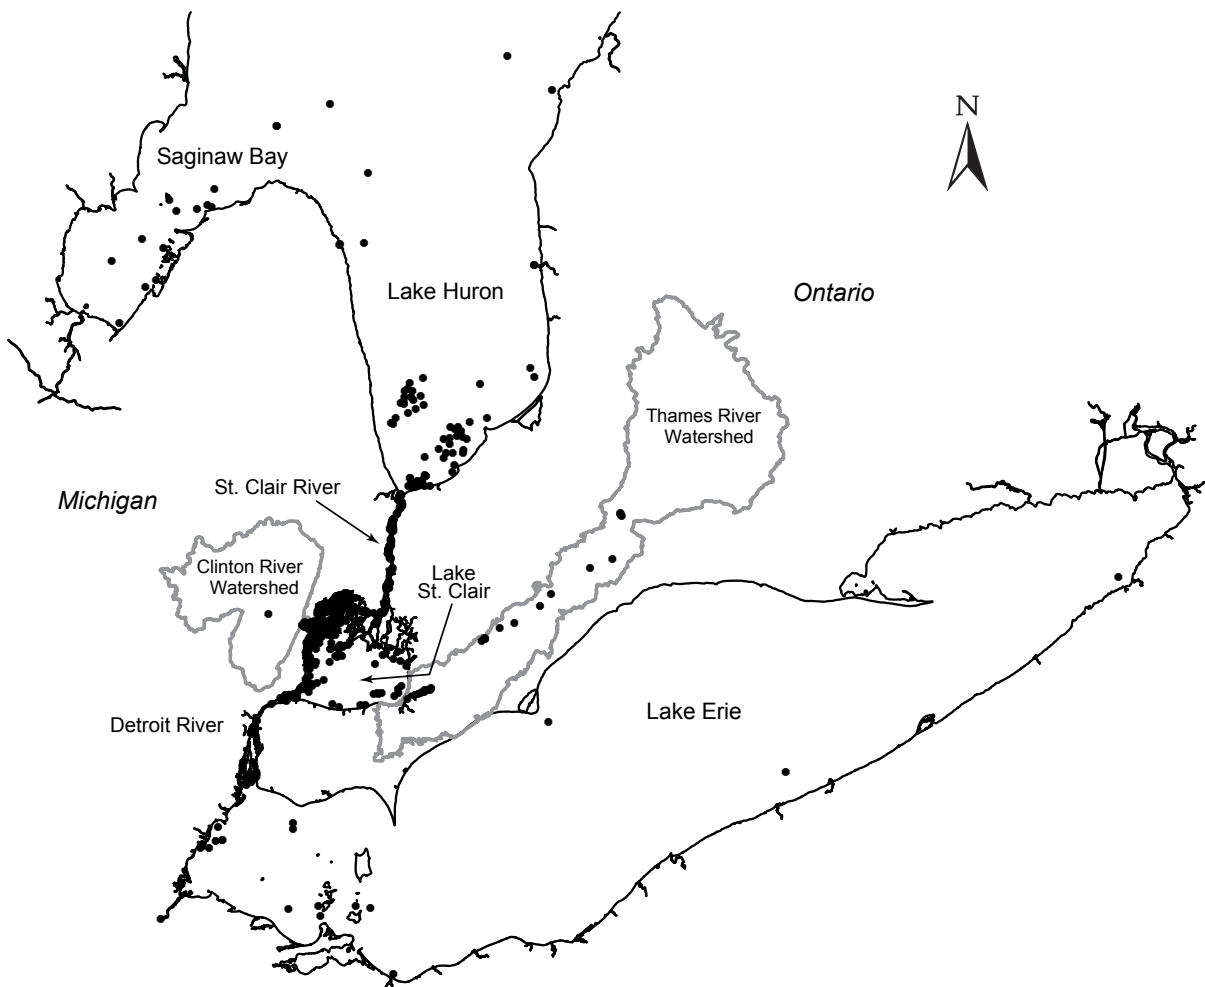 N
Saginaw Bay
Lake Huron
Ontario
Thames River
Watershed
St. Clair River
Michigan
Clinton River
Watershed
Lake
St. Clair
Detroit River
Lake Erie